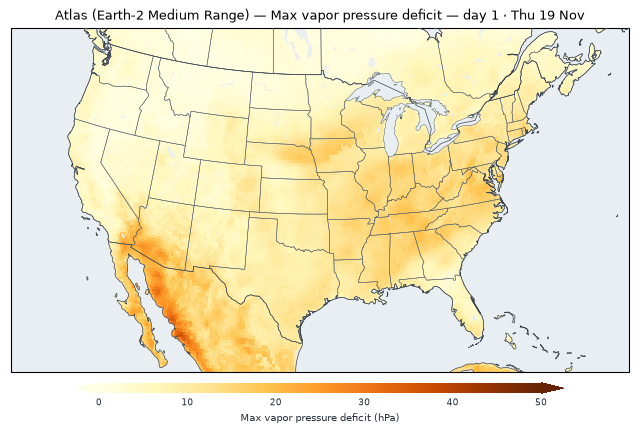 Atlas (Earth-2 Medium Range) — Max vapor pressure deficit — day 1 · Thu 19 Nov
0 10 20 30 40 50
Max vapor pressure deficit (hPa)